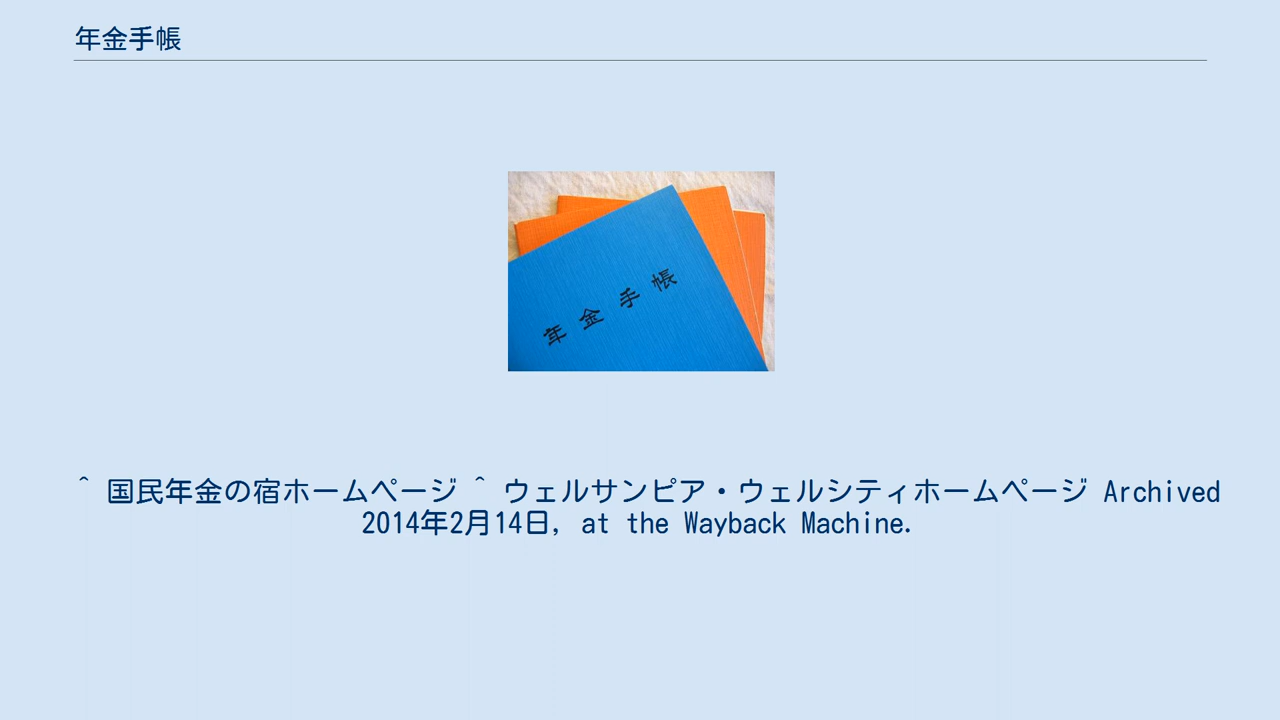 年金手帳
年金手帳
^ 国民年金の宿ホームページ ^ ウェルサンピア・ウェルシティホームページ Archived
2014年2月14日, at the Wayback Machine.